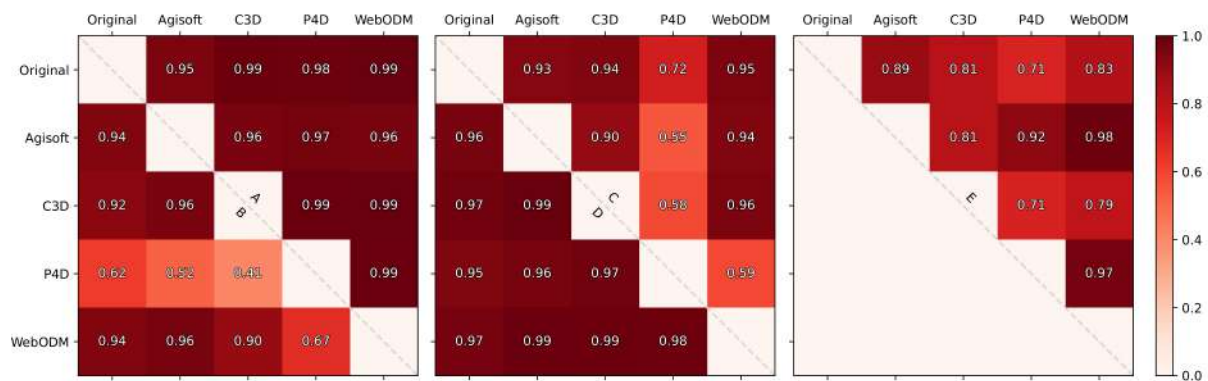 Original Agisoft C3D P4D WebODM Original Agisoft C3D P4D WebODM Original Agisoft C3D P4D WebODM
1.0
Original 0.95 0.99 0.98 0.99 0.93 0.94 0.72 0.95 0.89 0.81 0.71 0.83
0.8
Agisoft 0.94 0.96 0.97 0.96 0.96 0.90 0.55 0.94 0.81 0.92 0.98
0.6
C3D 0.92 0.96 A B 0.99 0.99 0.97 0.99 C D 0.58 0.96 E 0.71 0.79
0.4
P4D 0.62 0.52 0.41 0.99 0.95 0.96 0.97 0.59 0.97
0.2
WebODM 0.94 0.96 0.90 0.67 0.97 0.99 0.99 0.98
0.0